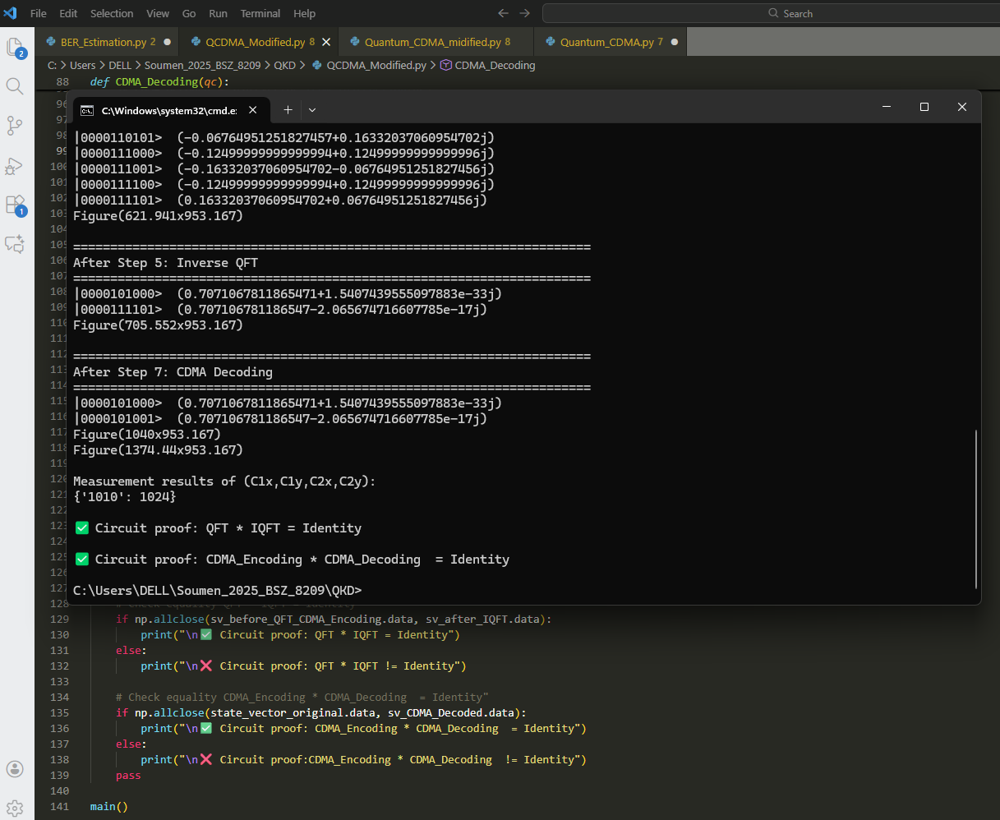 File Edit Selection View Go Run Terminal Help
Search
BER_Estimation.py 2
QCDMA_Modified.py 8
Quantum_CDMA_midified.py 8
Quantum_CDMA.py 7
C: > Users > DELL > Soumen_2025_BSZ_8209 > QKD > QCDMA_Modified.py > CDMA_Decoding
88 def CDMA_Decoding(qc):
C:\Windows\system32\cmd.e:
|0000110101> (-0.06764951251827457+0.16332037060954702j)
|0000111000> (-0.12499999999999994+0.12499999999999996j)
|0000111001> (-0.16332037060954702-0.06764951251827456j)
|0000111100> (-0.12499999999999994+0.12499999999999996j)
|0000111101> (0.16332037060954702+0.06764951251827456j)
Figure(621.941x953.167)
======================================================================
After Step 5: Inverse QFT
======================================================================
|0000101000> (0.7071067811865471+1.5407439555097883e-33j)
|0000111101> (0.707106781186547-2.065674716607785e-17j)
Figure(705.552x953.167)
======================================================================
After Step 7: CDMA Decoding
======================================================================
|0000101000> (0.7071067811865471+1.5407439555097883e-33j)
|0000101001> (0.707106781186547-2.065674716607785e-17j)
Figure(1040x953.167)
Figure(1374.44x953.167)
Measurement results of (C1x,C1y,C2x,C2y):
{'1010': 1024}
✅ Circuit proof: QFT * IQFT = Identity
✅ Circuit proof: CDMA_Encoding * CDMA_Decoding = Identity
C:\Users\DELL\Soumen_2025_BSZ_8209\QKD>
129 if np.allclose(sv_before_QFT_CDMA_Encoding.data, sv_after_IQFT.data):
130 print("\n✅ Circuit proof: QFT * IQFT = Identity")
131 else:
132 print("\n❌ Circuit proof: QFT * IQFT != Identity")
133
134 # Check equality CDMA_Encoding * CDMA_Decoding = Identity"
135 if np.allclose(state_vector_original.data, sv_CDMA_Decoded.data):
136 print("\n✅ Circuit proof: CDMA_Encoding * CDMA_Decoding = Identity")
137 else:
138 print("\n❌ Circuit proof:CDMA_Encoding * CDMA_Decoding != Identity")
139 pass
140
141 main()